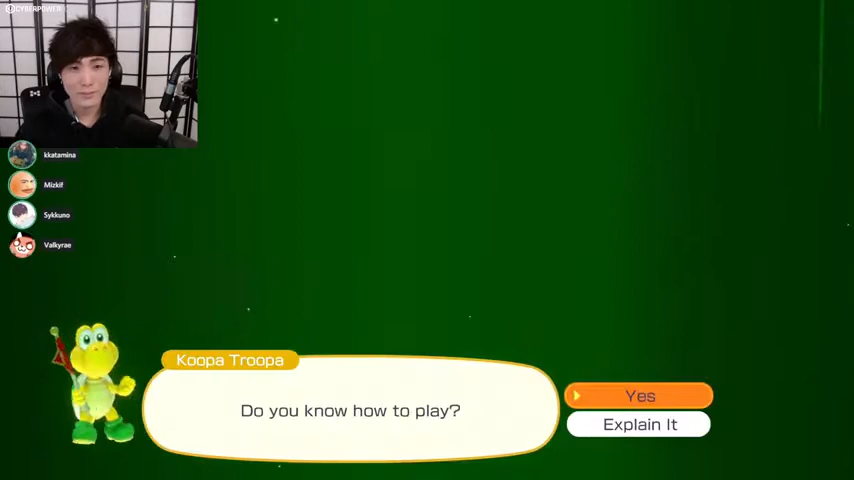 CYBERPOWER
kkatamina
Mizkif
Sykkuno
Valkyrae
Koopa Troopa
Do you know how to play?
Yes
Explain It